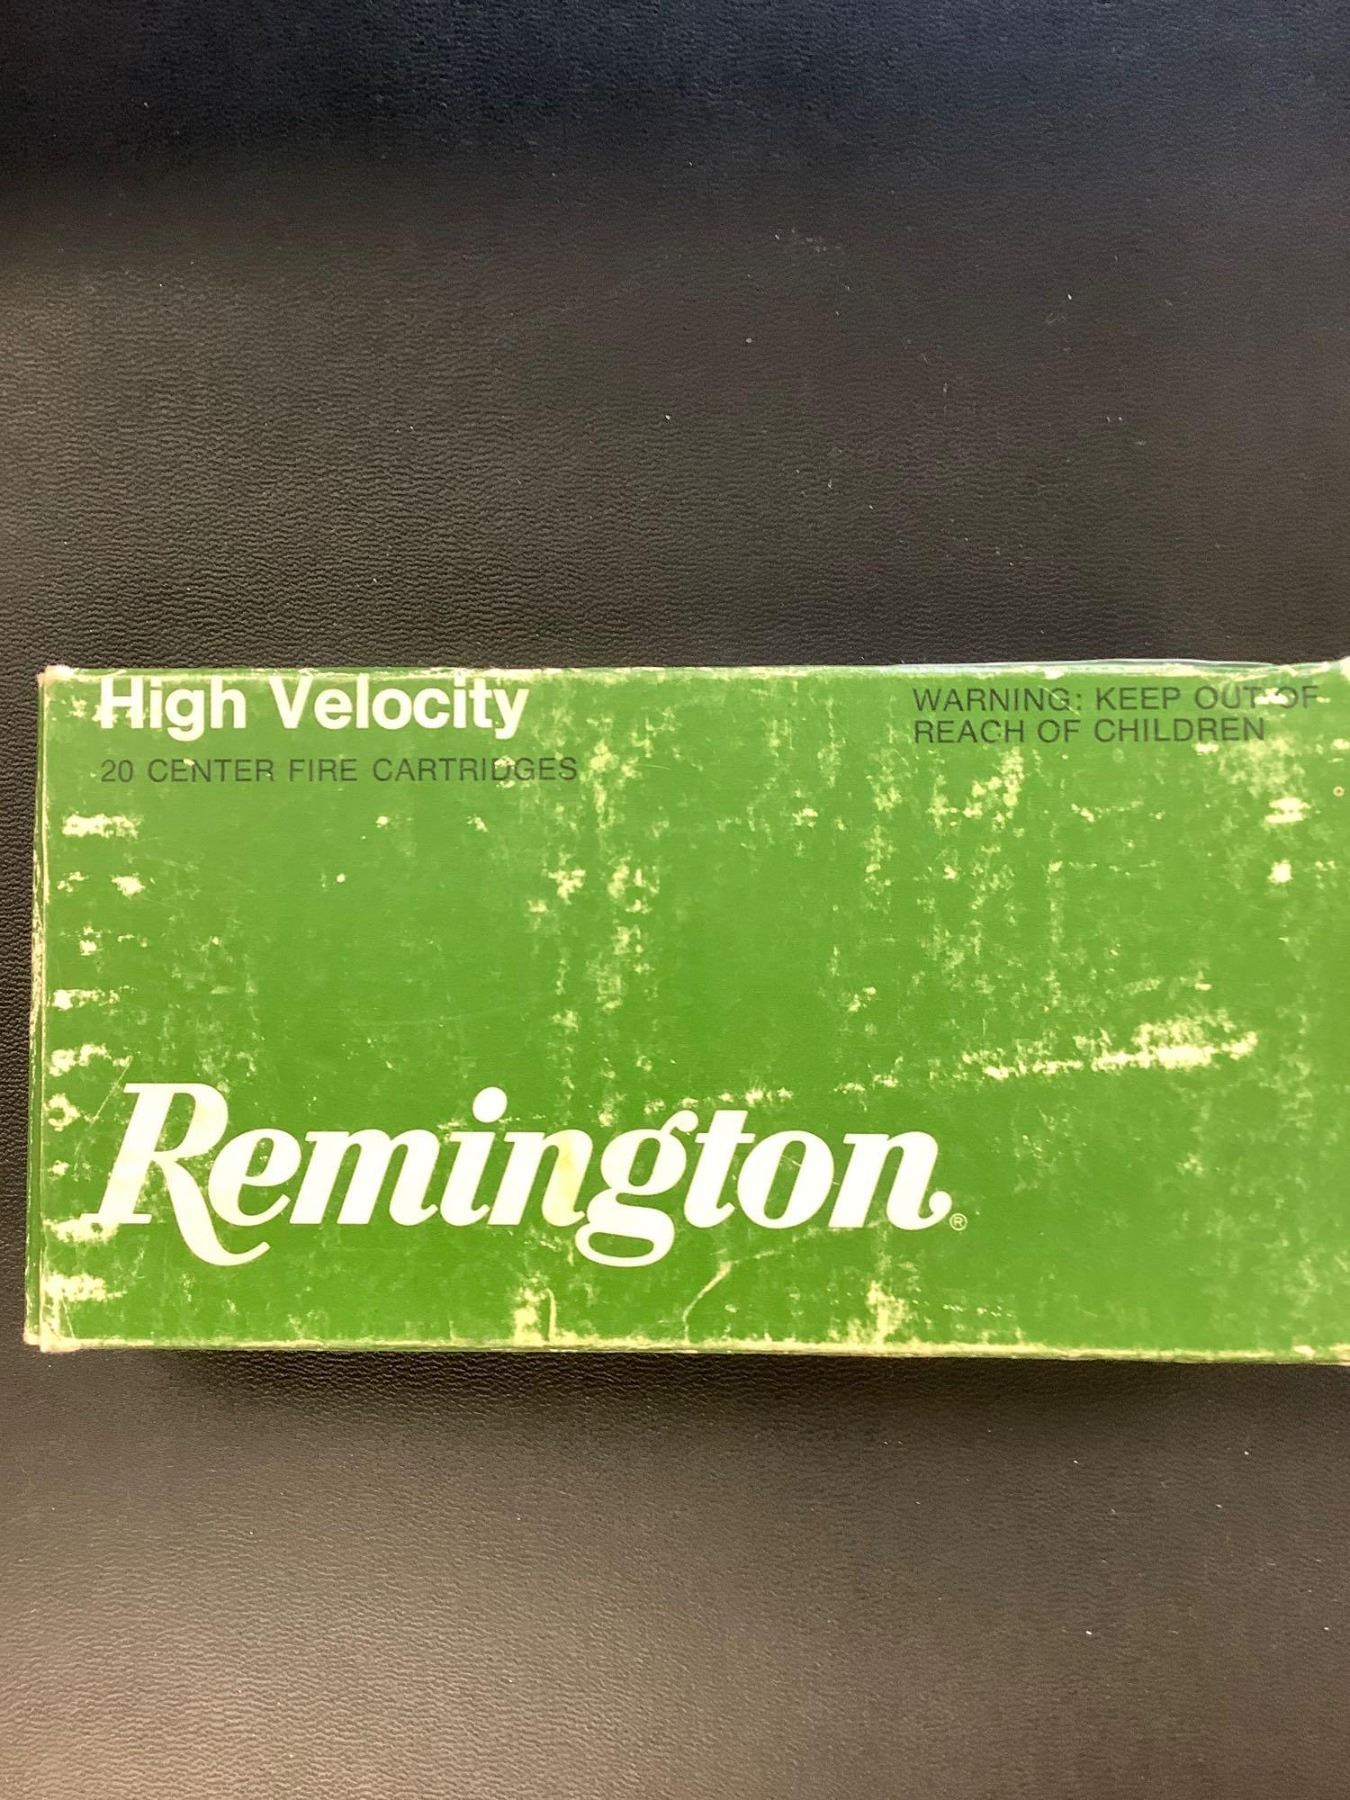 High Velocity
20 CENTER FIRE CARTRIDGES
WARNING: KEEP OUT OF
REACH OF CHILDREN
Remington®